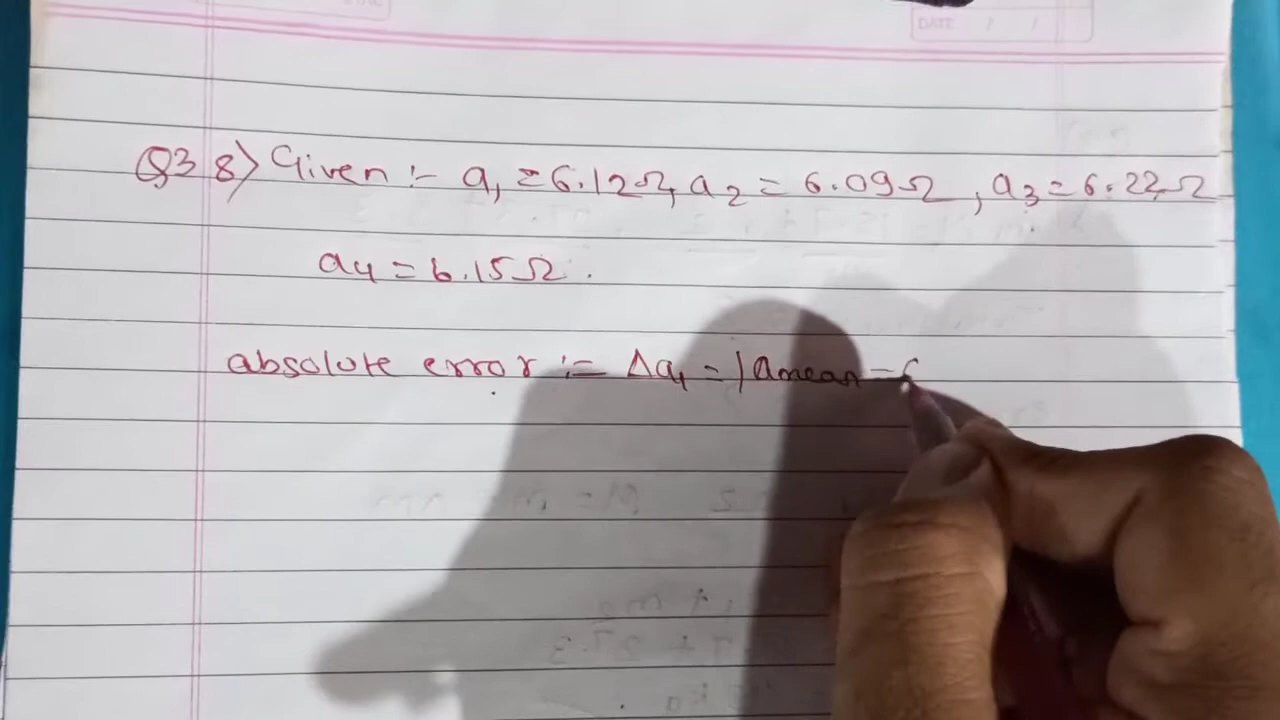 DATE / /
Q3 8) Given :- a₁ = 6.12Ω, a₂ = 6.09Ω, a₃ = 6.22Ω
a₄ = 6.15Ω.
absolute error :- Δa₁ = |amean -